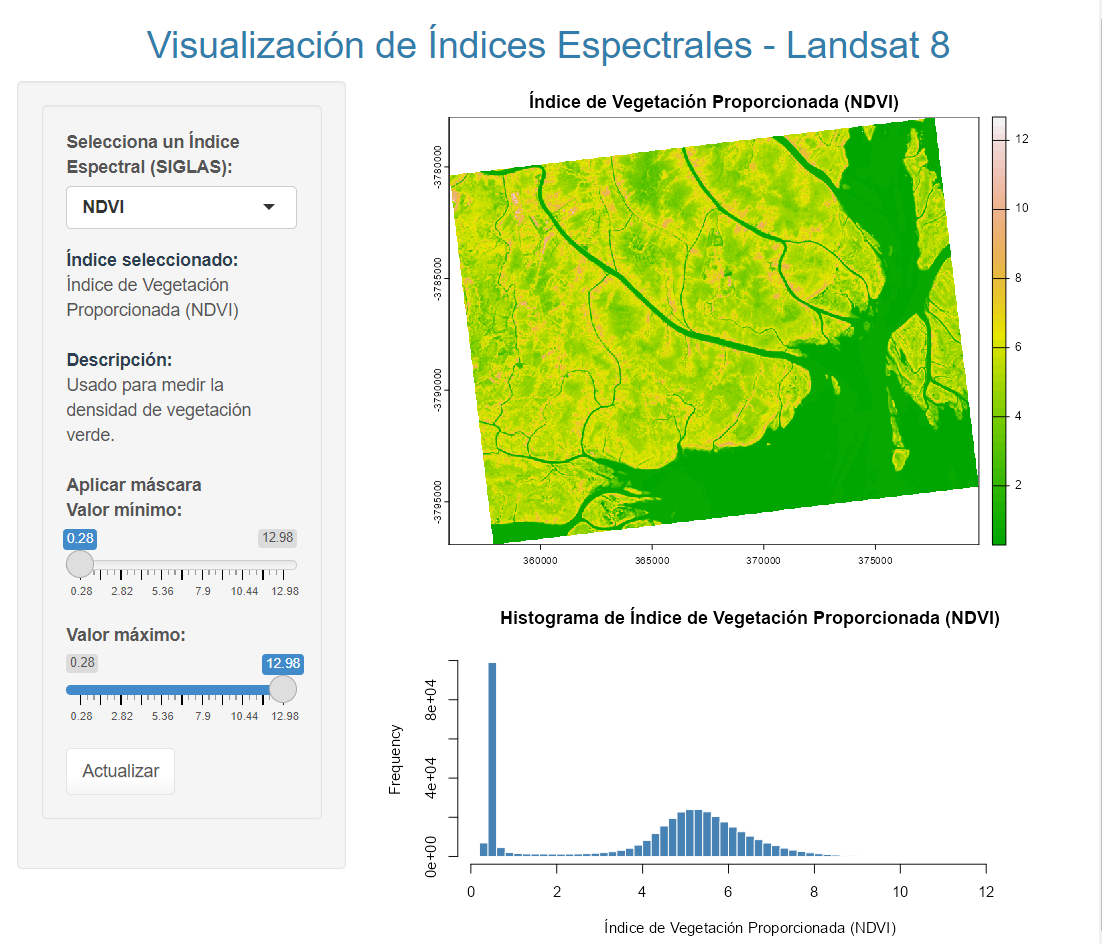 Visualización de Índices Espectrales - Landsat 8
Selecciona un Índice
Espectral (SIGLAS):
NDVI
Índice seleccionado:
Índice de Vegetación
Proporcionada (NDVI)
Descripción:
Usado para medir la
densidad de vegetación
verde.
Aplicar máscara
Valor mínimo:
0.28 12.98
0.28 2.82 5.36 7.9 10.44 12.98
Valor máximo:
0.28 12.98
0.28 2.82 5.36 7.9 10.44 12.98
Actualizar
Índice de Vegetación Proporcionada (NDVI)
-3780000
-3785000
-3790000
-3795000
360000 365000 370000 375000
12
10
8
6
4
2
Histograma de Índice de Vegetación Proporcionada (NDVI)
Frequency
8e+04
4e+04
0e+00
0 2 4 6 8 10 12
Índice de Vegetación Proporcionada (NDVI)